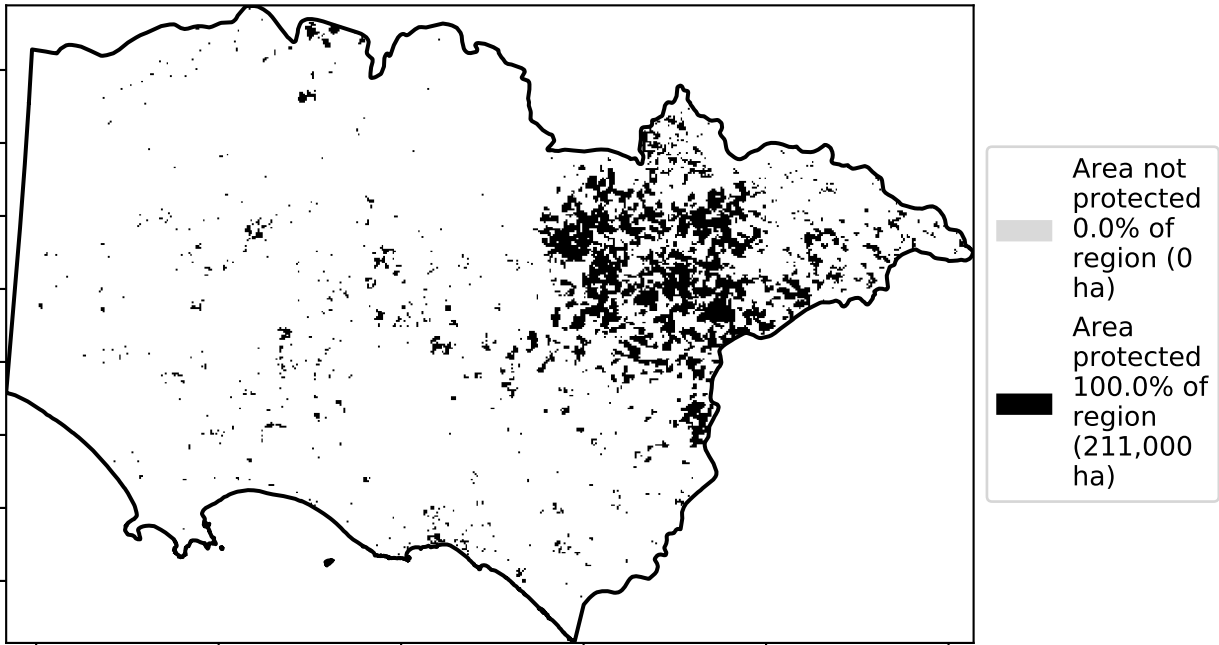 Area not
protected
0.0% of
region (0
ha)
Area
protected
100.0% of
region
(211,000
ha)